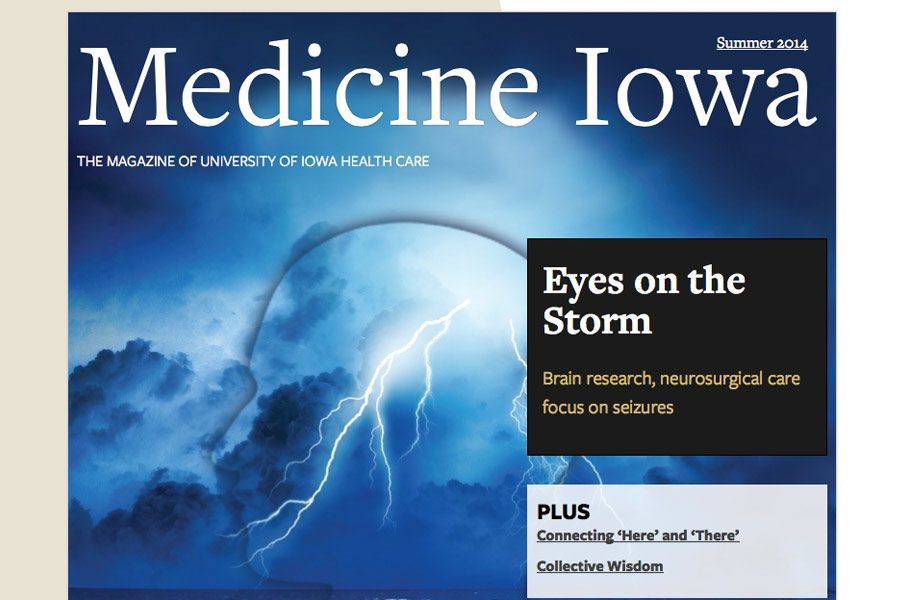 Summer 2014
Medicine Iowa
THE MAGAZINE OF UNIVERSITY OF IOWA HEALTH CARE
Eyes on the
Storm
Brain research, neurosurgical care
focus on seizures
PLUS
Connecting ‘Here’ and ‘There’
Collective Wisdom